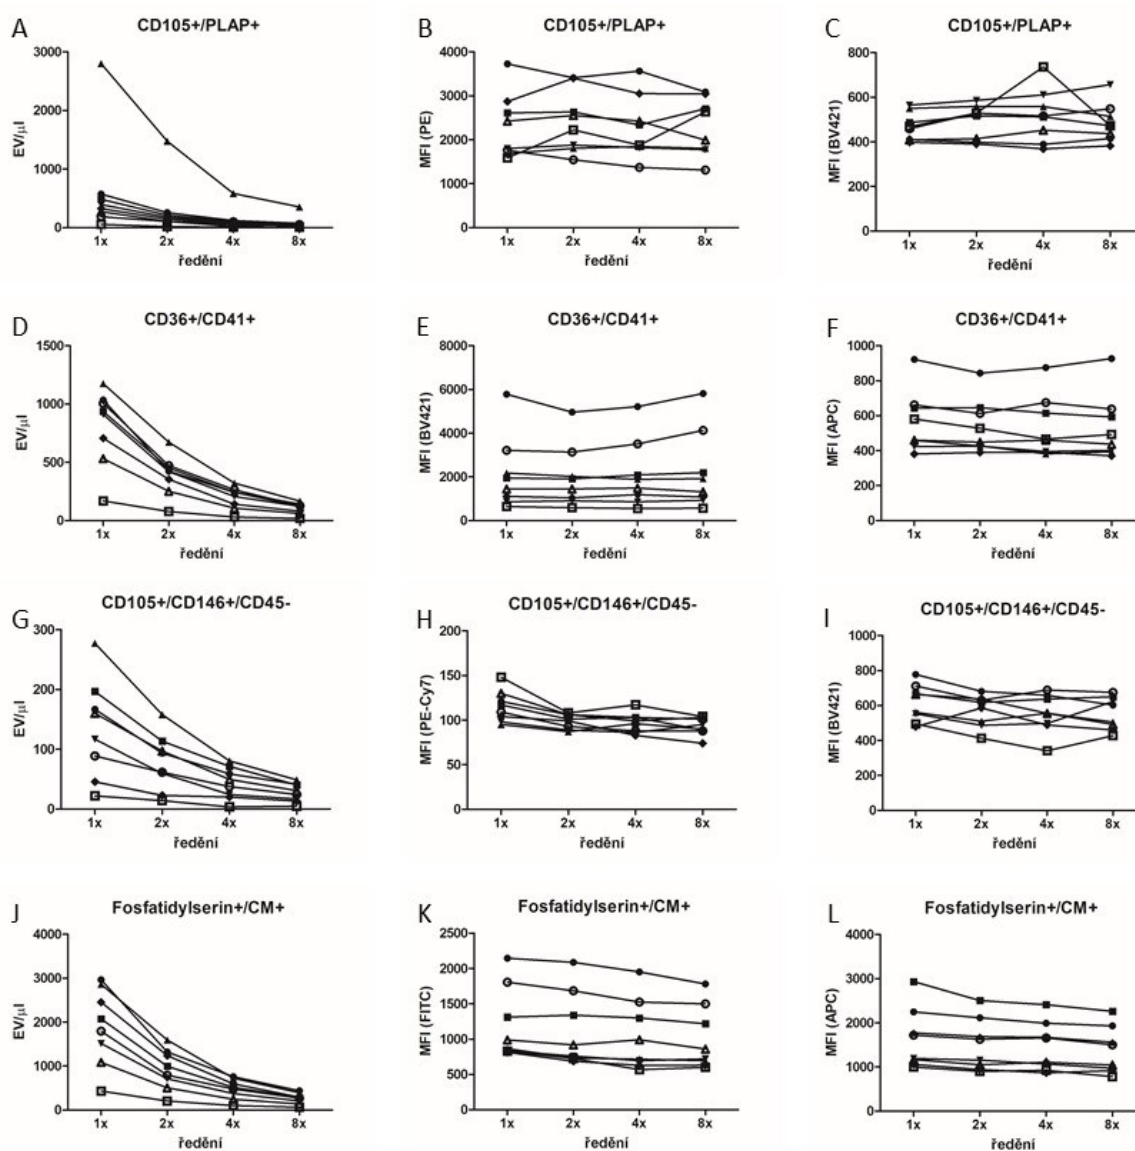 A
CD105+/PLAP+
3000
2000
1000
0
EV/µl
1x 2x 4x 8x
ředění
B
CD105+/PLAP+
4000
3000
2000
1000
0
MFI (PE)
1x 2x 4x 8x
ředění
C
CD105+/PLAP+
800
600
400
200
0
MFI (BV421)
1x 2x 4x 8x
ředění
D
CD36+/CD41+
1500
1000
500
0
EV/µl
1x 2x 4x 8x
ředění
E
CD36+/CD41+
8000
6000
4000
2000
0
MFI (BV421)
1x 2x 4x 8x
ředění
F
CD36+/CD41+
1000
800
600
400
200
0
MFI (APC)
1x 2x 4x 8x
ředění
G
CD105+/CD146+/CD45-
300
200
100
0
EV/µl
1x 2x 4x 8x
ředění
H
CD105+/CD146+/CD45-
200
150
100
50
0
MFI (PE-Cy7)
1x 2x 4x 8x
ředění
I
CD105+/CD146+/CD45-
1000
800
600
400
200
0
MFI (BV421)
1x 2x 4x 8x
ředění
J
Fosfatidylserin+/CM+
4000
3000
2000
1000
0
EV/µl
1x 2x 4x 8x
ředění
K
Fosfatidylserin+/CM+
2500
2000
1500
1000
500
0
MFI (FITC)
1x 2x 4x 8x
ředění
L
Fosfatidylserin+/CM+
4000
3000
2000
1000
0
MFI (APC)
1x 2x 4x 8x
ředění